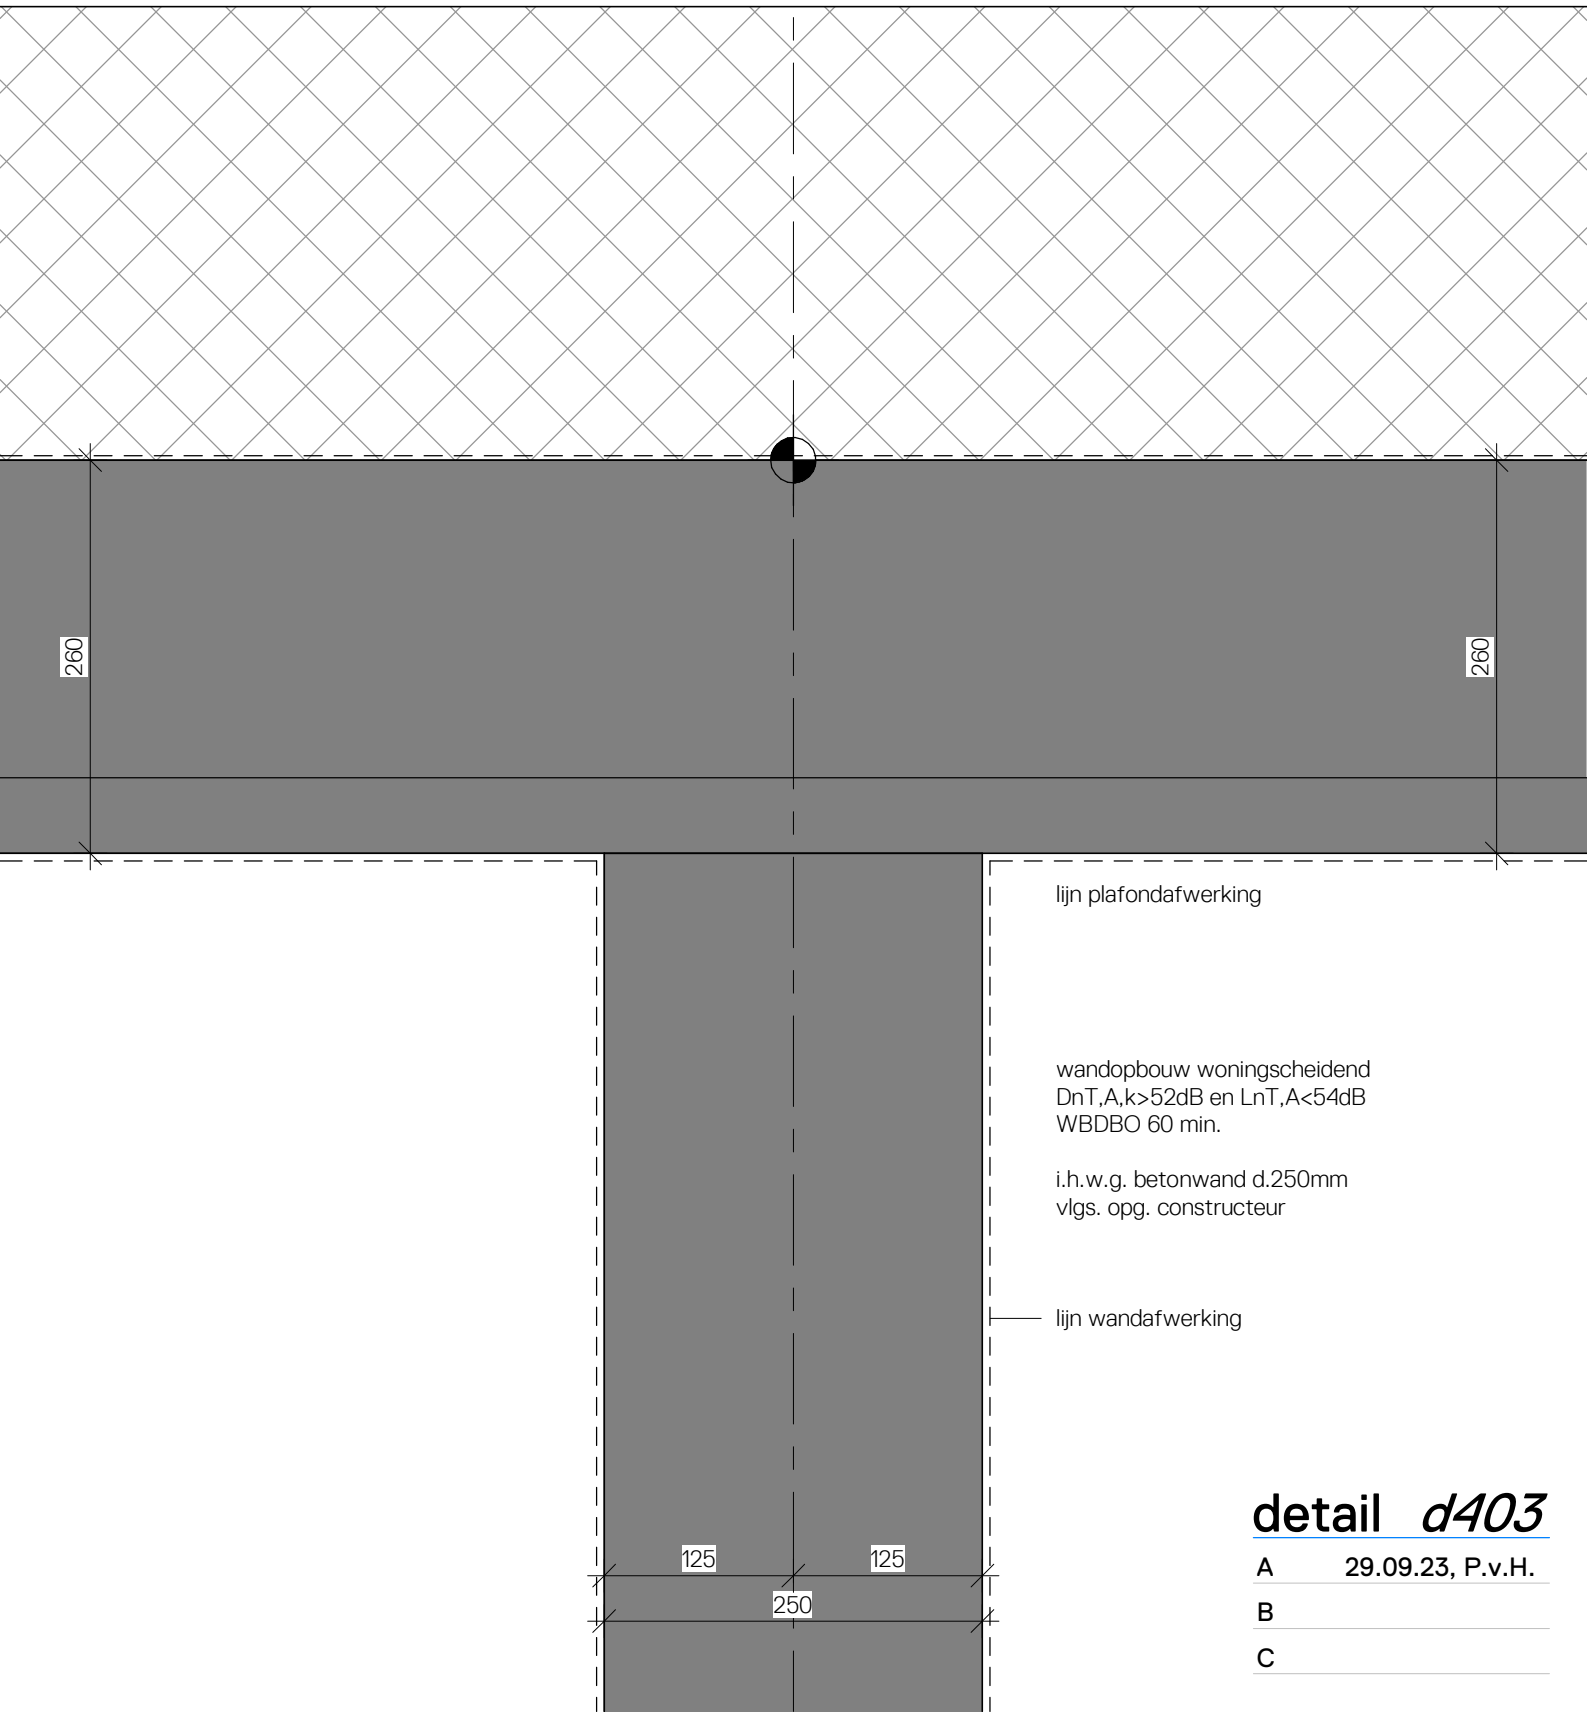 260
260
lijn plafondafwerking
wandopbouw woningscheidend
DnT,A,k>52dB en LnT,A<54dB
WBDBO 60 min.
i.h.w.g. betonwand d.250mm
vlgs. opg. constructeur
lijn wandafwerking
125
125
250
detail d403
A 29.09.23, P.v.H.
B
C